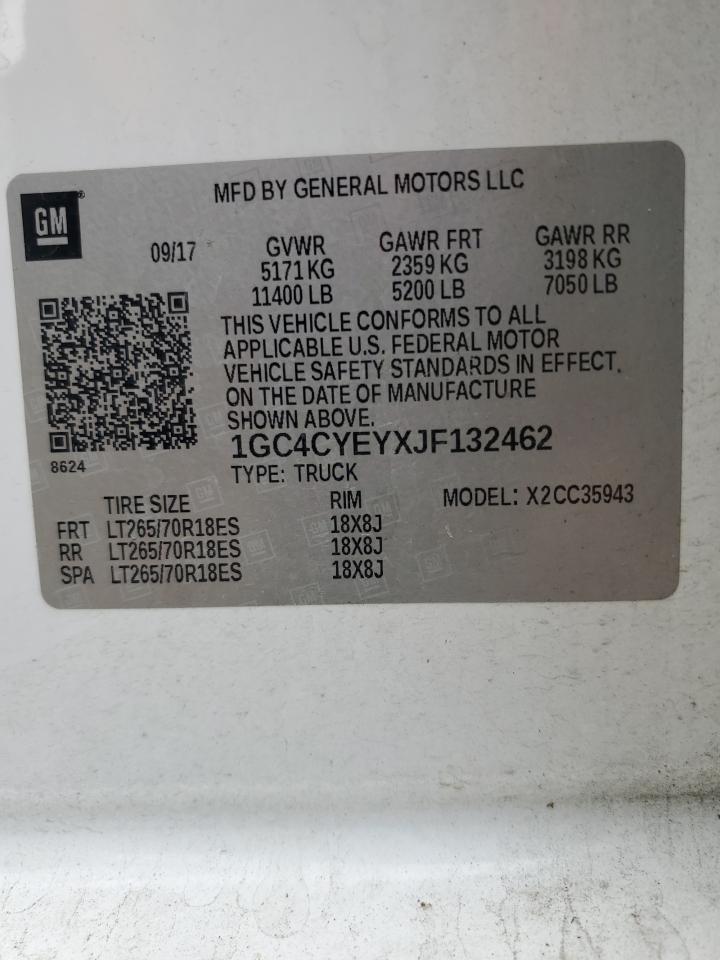 GM ®
MFD BY GENERAL MOTORS LLC
09/17 GVWR GAWR FRT GAWR RR
5171 KG 2359 KG 3198 KG
11400 LB 5200 LB 7050 LB
THIS VEHICLE CONFORMS TO ALL
APPLICABLE U.S. FEDERAL MOTOR
VEHICLE SAFETY STANDARDS IN EFFECT.
ON THE DATE OF MANUFACTURE
SHOWN ABOVE.
1GC4CYEYXJF132462
8624
TYPE: TRUCK
TIRE SIZE RIM MODEL: X2CC35943
FRT LT265/70R18ES 18X8J
RR LT265/70R18ES 18X8J
SPA LT265/70R18ES 18X8J